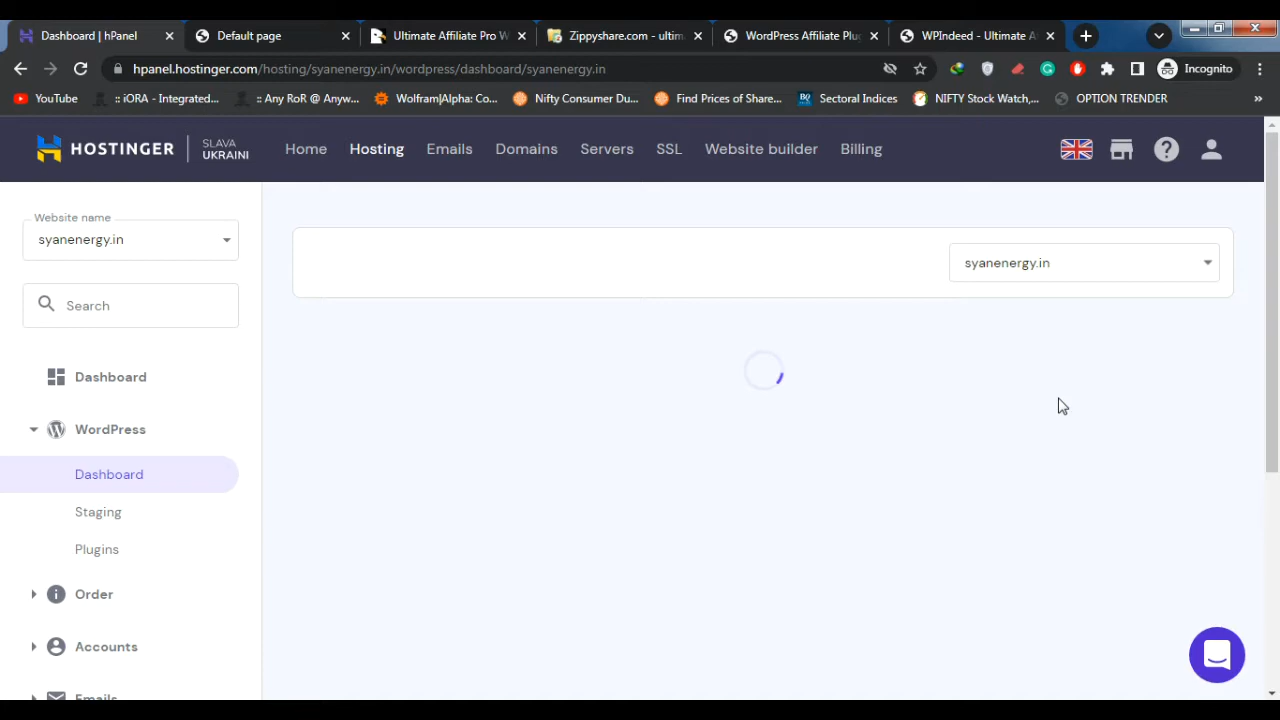 Dashboard | hPanel
Default page
Ultimate Affiliate Pro W
Zippyshare.com - ultim
WordPress Affiliate Plu
WPIndeed - Ultimate A
hpanel.hostinger.com/hosting/syanenergy.in/wordpress/dashboard/syanenergy.in
Incognito
YouTube
:: iORA - Integrated...
:: Any RoR @ Anyw...
Wolfram|Alpha: Co...
Nifty Consumer Du...
Find Prices of Share...
BQ
Sectoral Indices
NIFTY Stock Watch,...
OPTION TRENDER
»
HOSTINGER
SLAVA
UKRAINI
Home
Hosting
Emails
Domains
Servers
SSL
Website builder
Billing
Website name
syanenergy.in
syanenergy.in
Search
Dashboard
WordPress
Dashboard
Staging
Plugins
Order
Accounts
Emails